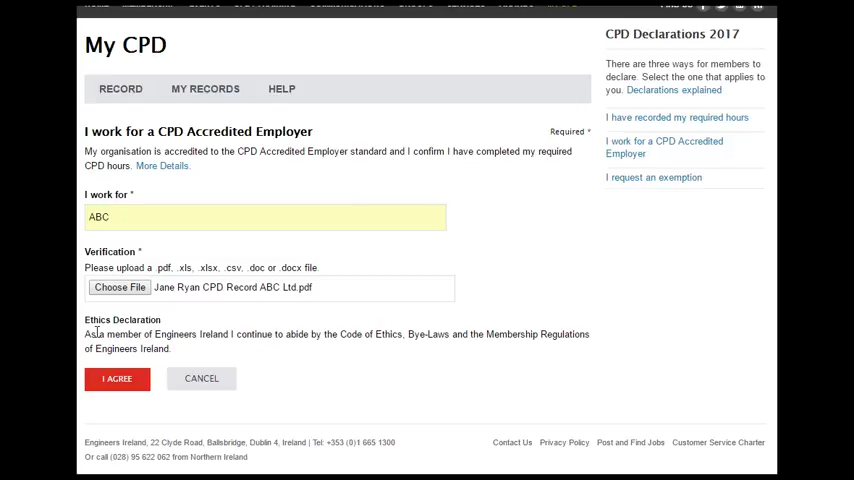 My CPD
RECORD MY RECORDS HELP
I work for a CPD Accredited Employer
Required *
My organisation is accredited to the CPD Accredited Employer standard and I confirm I have completed my required
CPD hours. More Details.
I work for *
ABC
Verification *
Please upload a .pdf, .xls, .xlsx, .csv, .doc or .docx file.
Choose File Jane Ryan CPD Record ABC Ltd.pdf
Ethics Declaration
As a member of Engineers Ireland I continue to abide by the Code of Ethics, Bye-Laws and the Membership Regulations
of Engineers Ireland.
I AGREE CANCEL
CPD Declarations 2017
There are three ways for members to
declare. Select the one that applies to
you. Declarations explained
I have recorded my required hours
I work for a CPD Accredited
Employer
I request an exemption
Engineers Ireland, 22 Clyde Road, Ballsbridge, Dublin 4, Ireland | Tel: +353 (0)1 665 1300
Or call (028) 95 622 062 from Northern Ireland
Contact Us Privacy Policy Post and Find Jobs Customer Service Charter